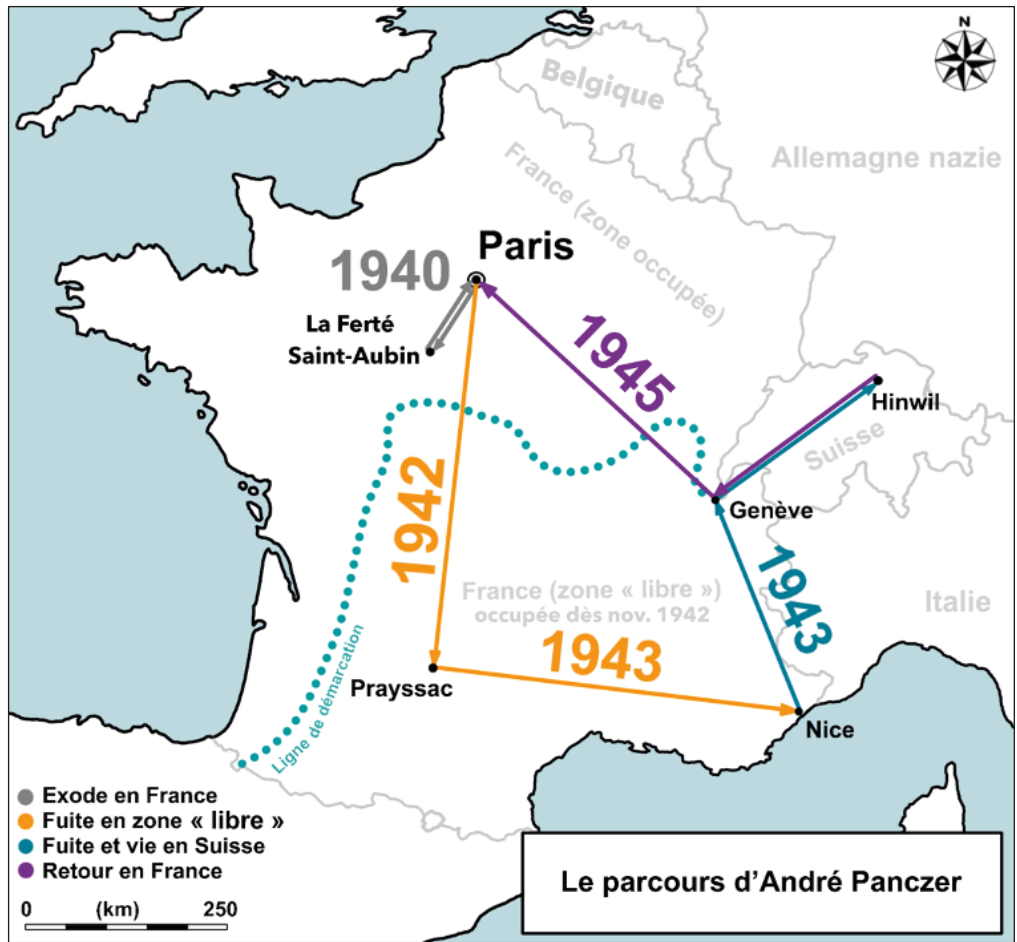 N
Belgique
Allemagne nazie
France (zone occupée)
Paris
1940
La Ferté
Saint-Aubin
1945
Hinwil
Suisse
Genève
1942
1943
France (zone « libre »)
occupée dès nov. 1942
Italie
1943
Prayssac
Nice
Ligne de démarcation
Exode en France
Fuite en zone « libre »
Fuite et vie en Suisse
Retour en France
0 (km) 250
Le parcours d’André Panczer